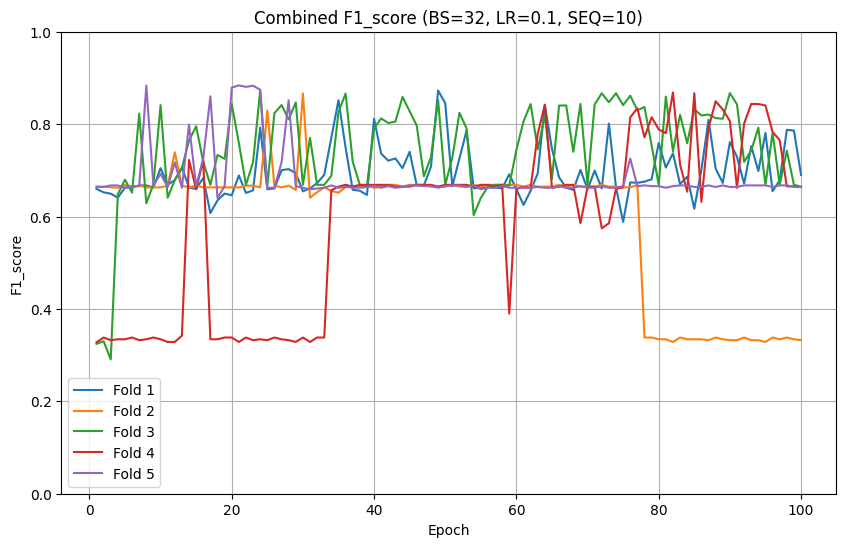 Combined F1_score (BS=32, LR=0.1, SEQ=10)
F1_score
1.0
0.8
0.6
0.4
0.2
0.0
Fold 1
Fold 2
Fold 3
Fold 4
Fold 5
0 20 40 60 80 100
Epoch